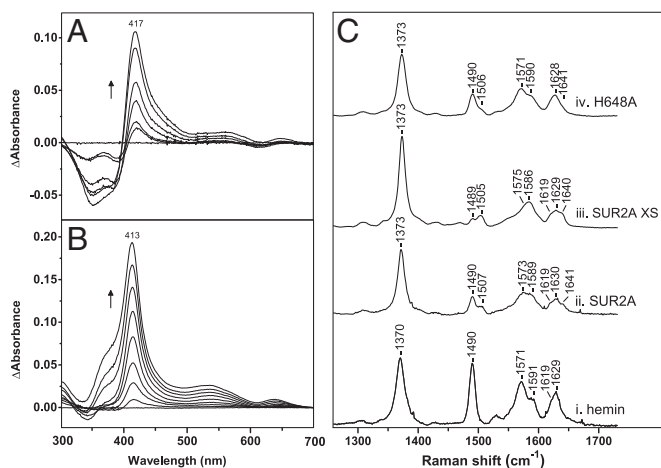 A
417
0.10
0.05
0.00
-0.05
ΔAbsorbance
B
413
0.20
0.15
0.10
0.05
0.00
ΔAbsorbance
300 400 500 600 700
Wavelength (nm)
C
1373 1490 1506 1571 1590 1628 1641
iv. H648A
1373 1489 1505 1575 1586 1619 1629 1640
iii. SUR2A XS
1373 1490 1507 1573 1589 1619 1630 1641
ii. SUR2A
1370 1490 1571 1591 1619 1629
i. hemin
1300 1400 1500 1600 1700
Raman shift (cm-1)